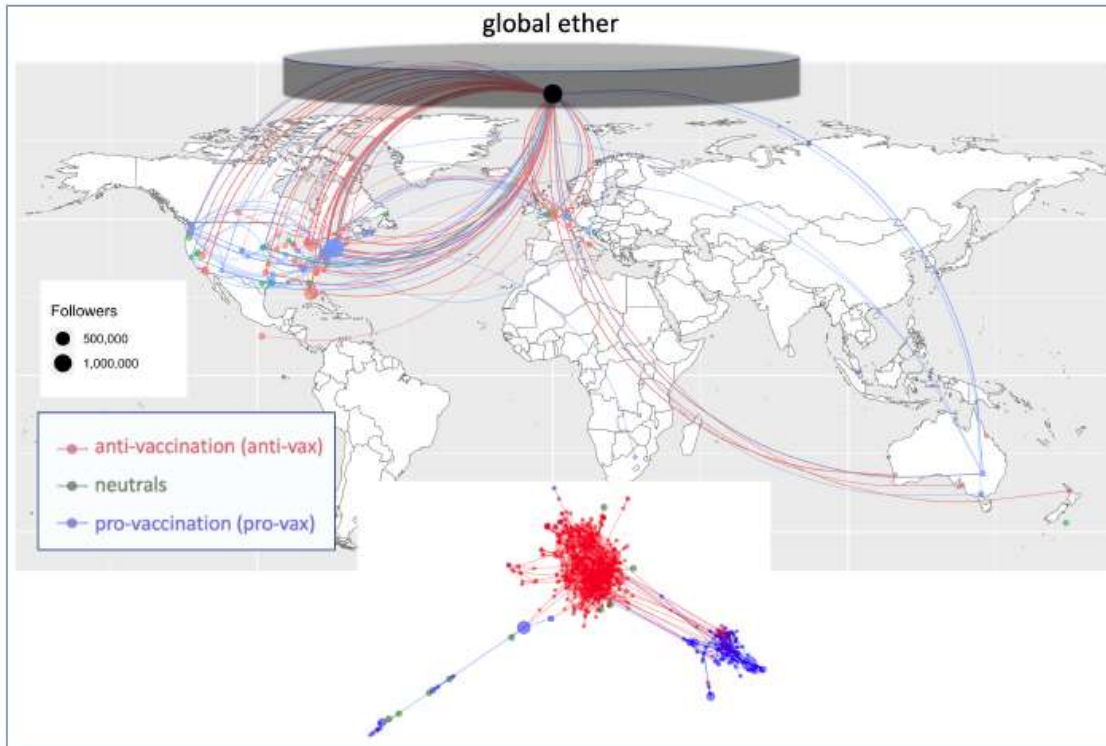 global ether
Followers
500,000
1,000,000
anti-vaccination (anti-vax)
neutrals
pro-vaccination (pro-vax)